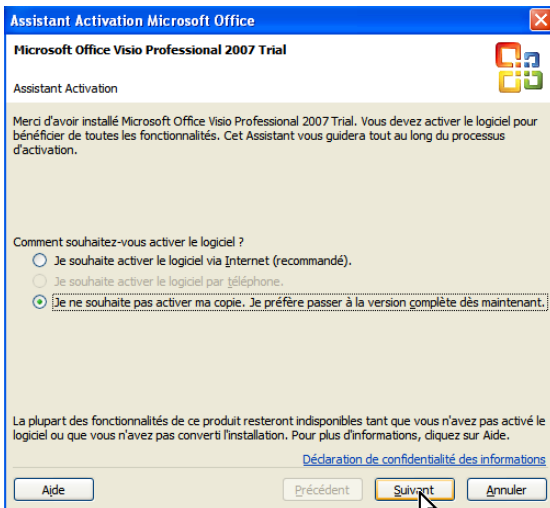 Assistant Activation Microsoft Office
Microsoft Office Visio Professional 2007 Trial
Assistant Activation
Merci d'avoir installé Microsoft Office Visio Professional 2007 Trial. Vous devez activer le logiciel pour
bénéficier de toutes les fonctionnalités. Cet Assistant vous guidera tout au long du processus
d'activation.
Comment souhaitez-vous activer le logiciel ?
Je souhaite activer le logiciel via Internet (recommandé).
Je souhaite activer le logiciel par téléphone.
Je ne souhaite pas activer ma copie. Je préfère passer à la version complète dès maintenant.
La plupart des fonctionnalités de ce produit resteront indisponibles tant que vous n'avez pas activé le
logiciel ou que vous n'avez pas converti l'installation. Pour plus d'informations, cliquez sur Aide.
Déclaration de confidentialité des informations
Aide Précédent Suivant Annuler